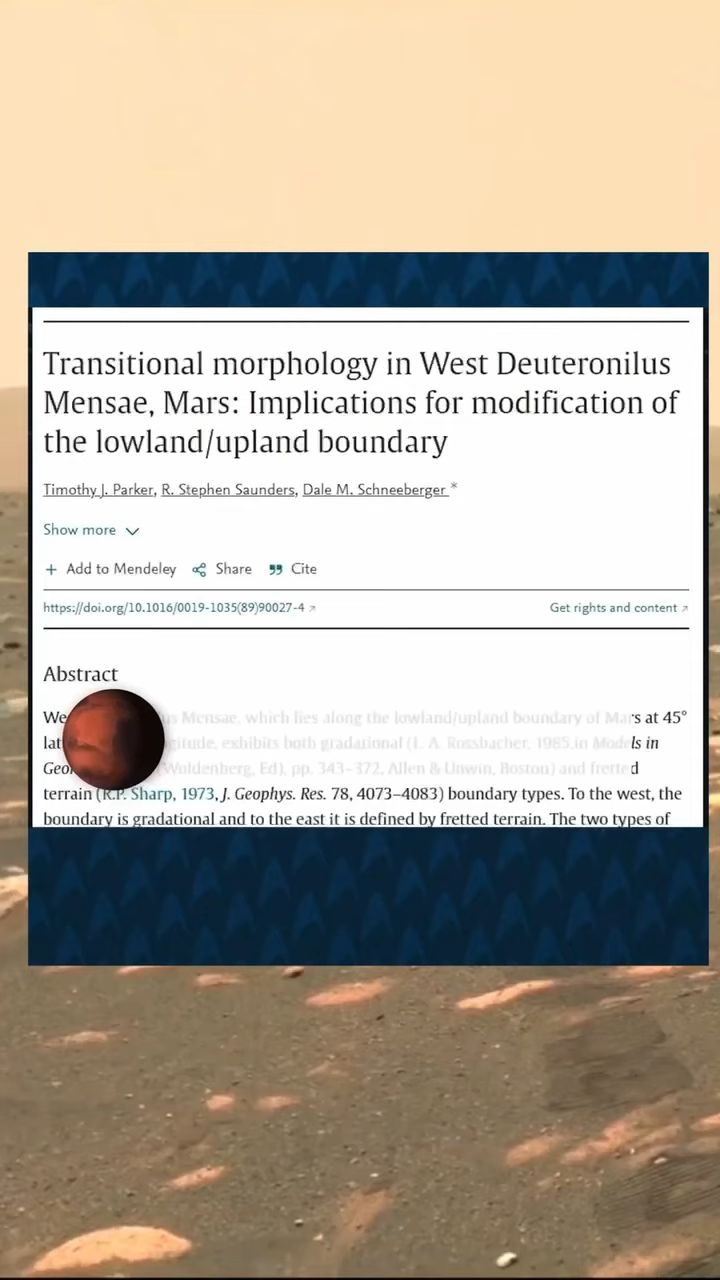 Transitional morphology in West Deuteronilus
Mensae, Mars: Implications for modification of
the lowland/upland boundary
Timothy J. Parker, R. Stephen Saunders, Dale M. Schneeberger *
Show more
+ Add to Mendeley Share Cite
https://doi.org/10.1016/0019-1035(89)90027-4 ↗ Get rights and content ↗
Abstract
Mensae, which lies along the lowland/upland boundary of Mars at 45°
exhibits both gradational (L. A. Rossbacher, 1985,in Models in
Woldenberg, Ed), pp. 343–372, Allen & Unwin, Boston) and fretted
terrain (R.P. Sharp, 1973, J. Geophys. Res. 78, 4073–4083) boundary types. To the west, the
boundary is gradational and to the east it is defined by fretted terrain. The two types of